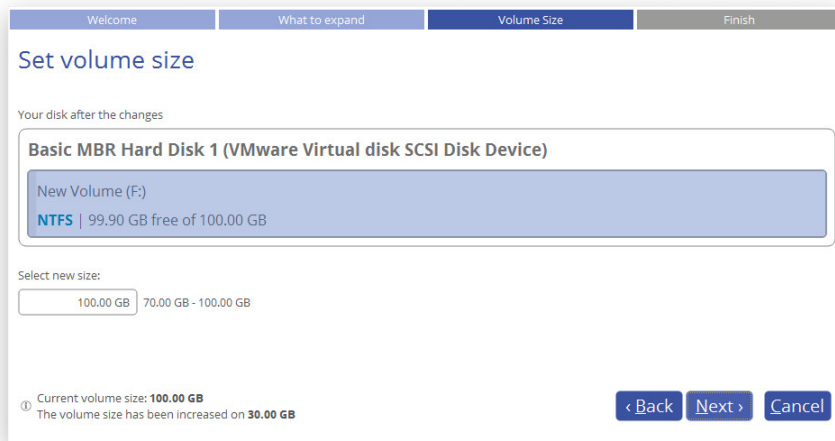 Welcome What to expand Volume Size Finish
Set volume size
Your disk after the changes
Basic MBR Hard Disk 1 (VMware Virtual disk SCSI Disk Device)
New Volume (F:)
NTFS | 99.90 GB free of 100.00 GB
Select new size:
100.00 GB 70.00 GB - 100.00 GB
Current volume size: 100.00 GB
The volume size has been increased on 30.00 GB
‹ Back Next › Cancel